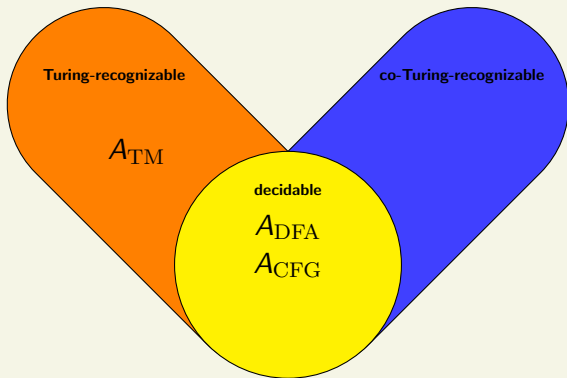 Turing-recognizable
co-Turing-recognizable
A_TM
decidable
A_DFA
A_CFG